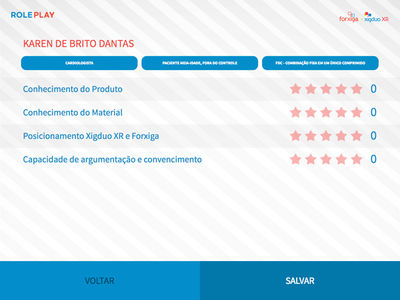 ROLEPLAY
forxiga
xigduo XR
KAREN DE BRITO DANTAS
CARDIOLOGISTA
PACIENTE MEIA-IDADE, FORA DO CONTROLE
FDC - COMBINAÇÃO FIXA EM UM ÚNICO COMPRIMIDO
Conhecimento do Produto 0
Conhecimento do Material 0
Posicionamento Xigduo XR e Forxiga 0
Capacidade de argumentação e convencimento 0
VOLTAR
SALVAR